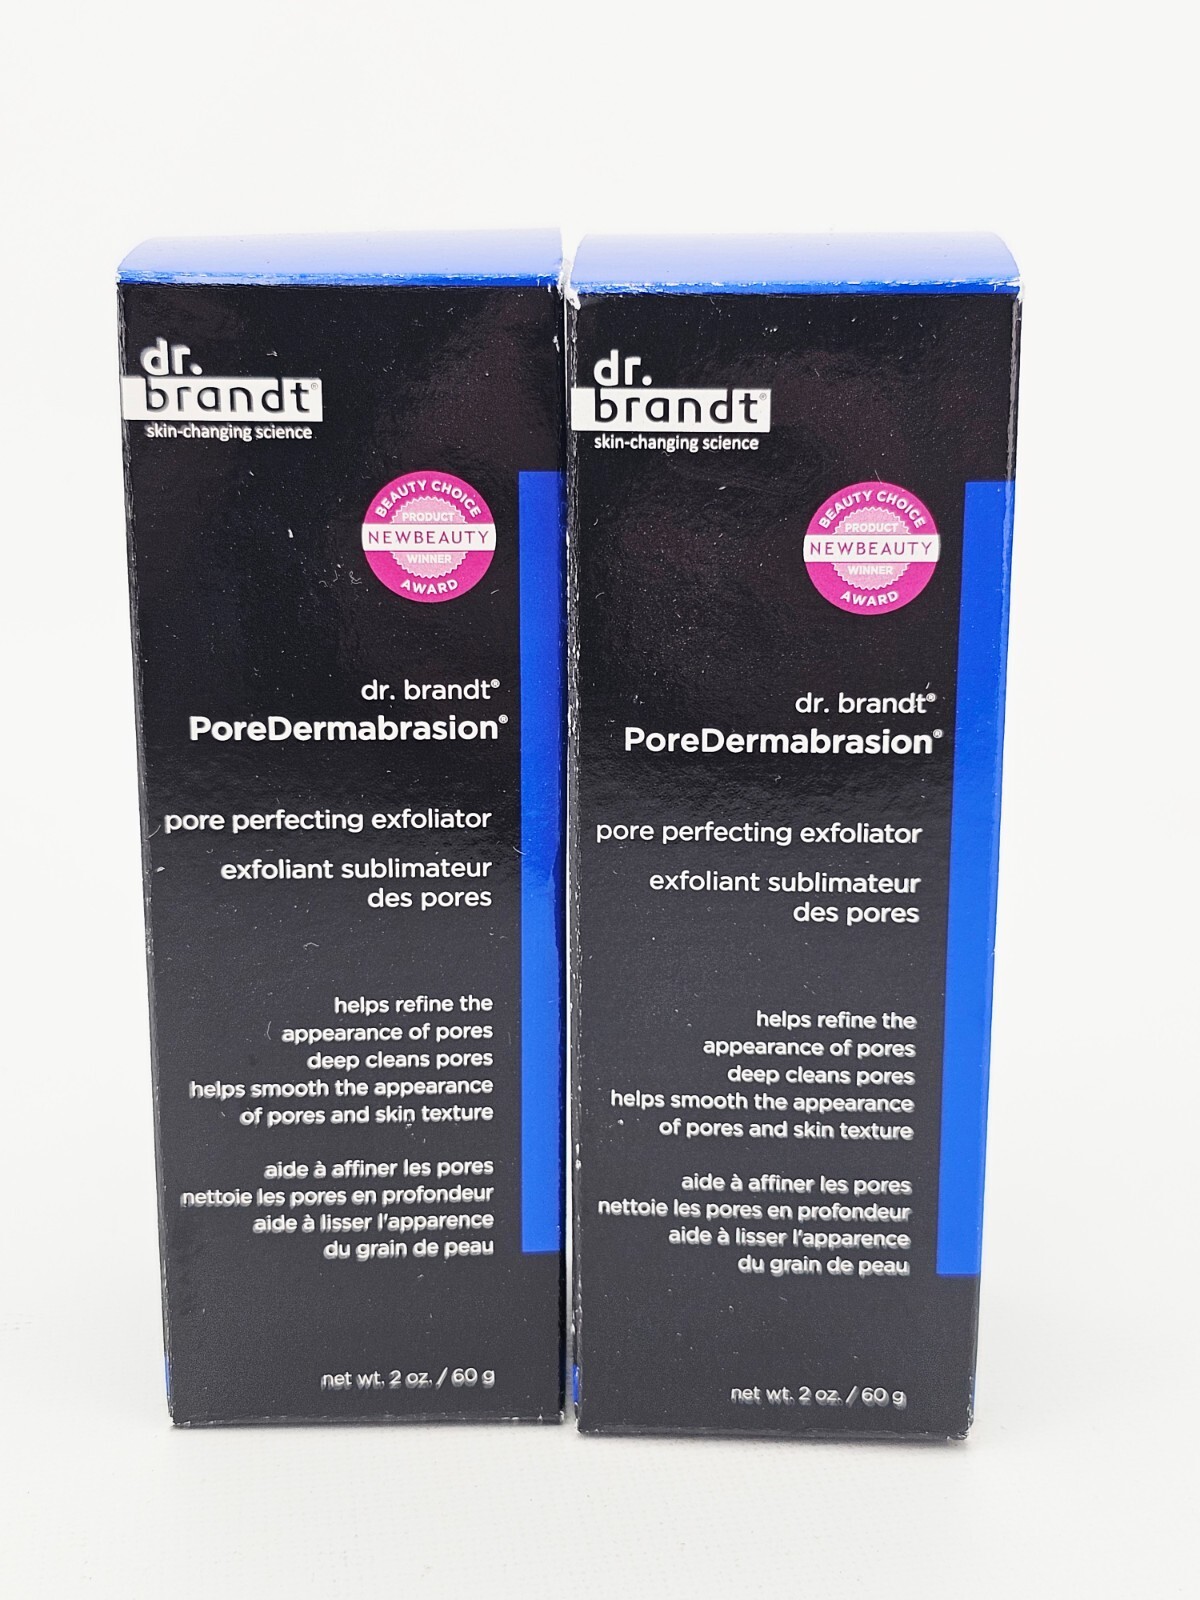 dr.
brandt®
skin-changing science
BEAUTY CHOICE
PRODUCT
NEWBEAUTY
WINNER
AWARD
dr. brandt®
PoreDermabrasion®
pore perfecting exfoliator
exfoliant sublimateur
des pores
helps refine the
appearance of pores
deep cleans pores
helps smooth the appearance
of pores and skin texture
aide à affiner les pores
nettoie les pores en profondeur
aide à lisser l'apparence
du grain de peau
net wt. 2 oz. / 60 g
dr.
brandt®
skin-changing science
BEAUTY CHOICE
PRODUCT
NEWBEAUTY
WINNER
AWARD
dr. brandt®
PoreDermabrasion®
pore perfecting exfoliator
exfoliant sublimateur
des pores
helps refine the
appearance of pores
deep cleans pores
helps smooth the appearance
of pores and skin texture
aide à affiner les pores
nettoie les pores en profondeur
aide à lisser l'apparence
du grain de peau
net wt. 2 oz. / 60 g